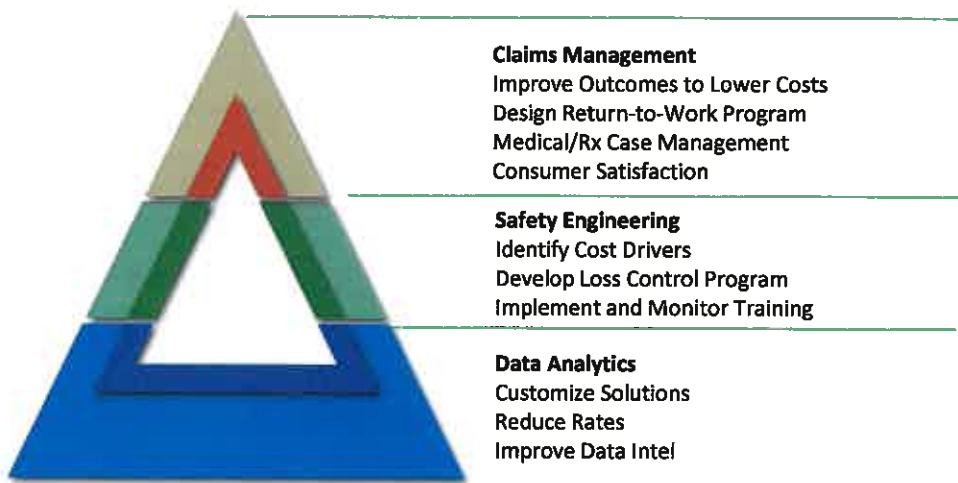 Claims Management
Improve Outcomes to Lower Costs
Design Return-to-Work Program
Medical/Rx Case Management
Consumer Satisfaction
Safety Engineering
Identify Cost Drivers
Develop Loss Control Program
Implement and Monitor Training
Data Analytics
Customize Solutions
Reduce Rates
Improve Data Intel